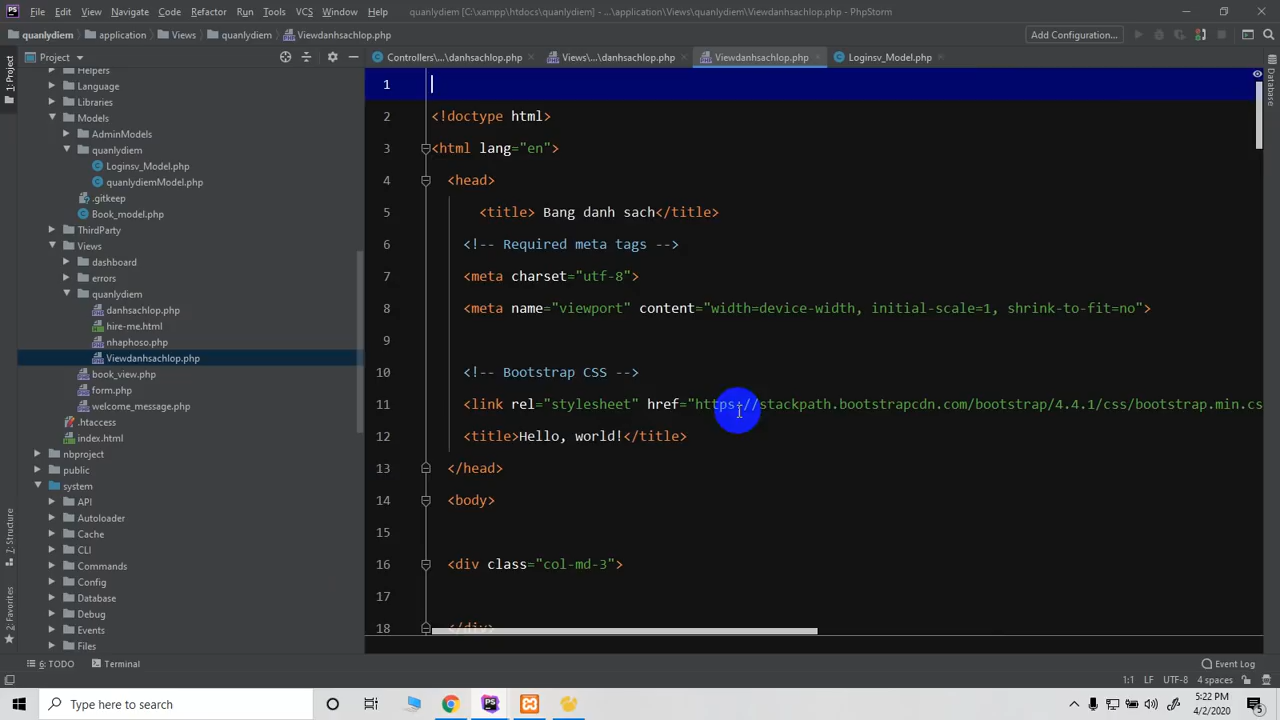 File Edit View Navigate Code Refactor Run Tools VCS Window Help quanlydiem [C:\xampp\htdocs\quanlydiem] - ...\application\Views\quanlydiem\Viewdanhsachlop.php - PhpStorm
quanlydiem application Views quanlydiem Viewdanhsachlop.php Add Configuration...
Project Controllers\...\danhsachlop.php Views\...\danhsachlop.php Viewdanhsachlop.php Loginsv_Model.php
1: Project
Helpers
Language
Libraries
Models
AdminModels
quanlydiem
Loginsv_Model.php
quanlydiemModel.php
.gitkeep
Book_model.php
ThirdParty
Views
dashboard
errors
quanlydiem
danhsachlop.php
hire-me.html
nhaphoso.php
Viewdanhsachlop.php
book_view.php
form.php
welcome_message.php
.htaccess
index.html
nbproject
public
system
API
Autoloader
Cache
CLI
Commands
Config
Database
Debug
Events
Files
7: Structure
2: Favorites
1
2 <!doctype html>
3 <html lang="en">
4 <head>
5 <title> Bang danh sach</title>
6 <!-- Required meta tags -->
7 <meta charset="utf-8">
8 <meta name="viewport" content="width=device-width, initial-scale=1, shrink-to-fit=no">
9
10 <!-- Bootstrap CSS -->
11 <link rel="stylesheet" href="https://stackpath.bootstrapcdn.com/bootstrap/4.4.1/css/bootstrap.min.cs
12 <title>Hello, world!</title>
13 </head>
14 <body>
15
16 <div class="col-md-3">
17
18 </div>
Database
6: TODO Terminal Event Log
1:1 LF UTF-8 4 spaces
Type here to search
5:22 PM
4/2/2020
5